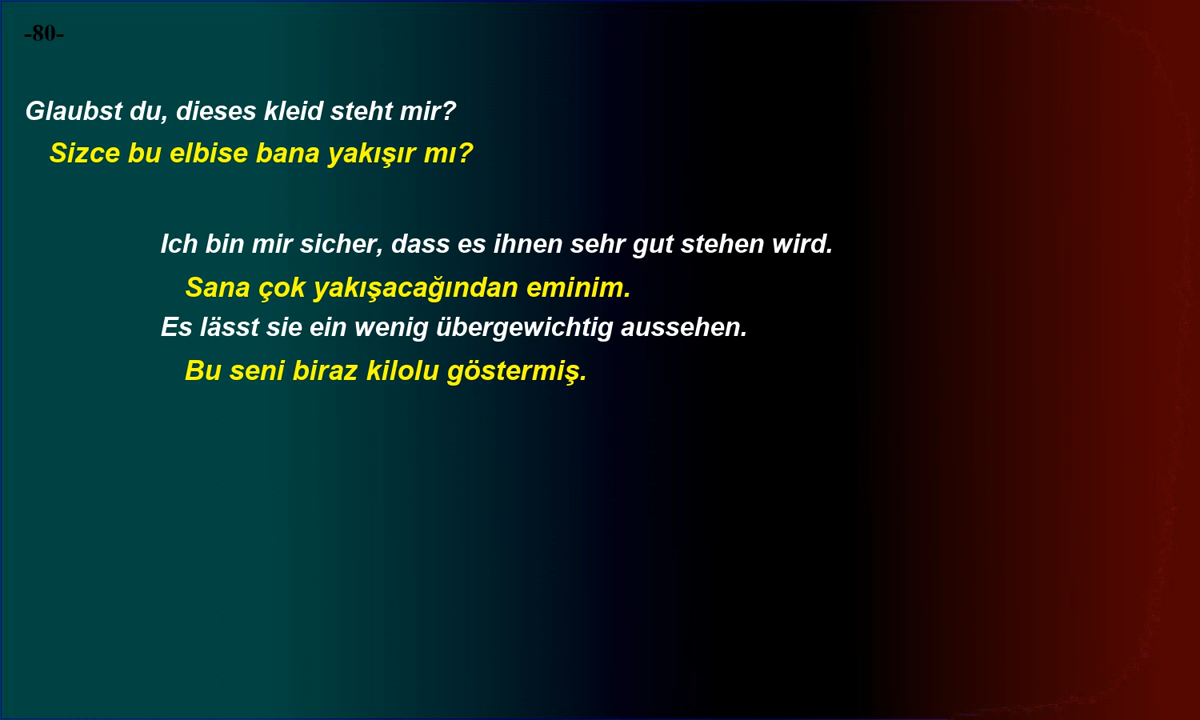 -80-
Glaubst du, dieses kleid steht mir?
Sizce bu elbise bana yakışır mı?
Ich bin mir sicher, dass es ihnen sehr gut stehen wird.
Sana çok yakışacağından eminim.
Es lässt sie ein wenig übergewichtig aussehen.
Bu seni biraz kilolu göstermiş.